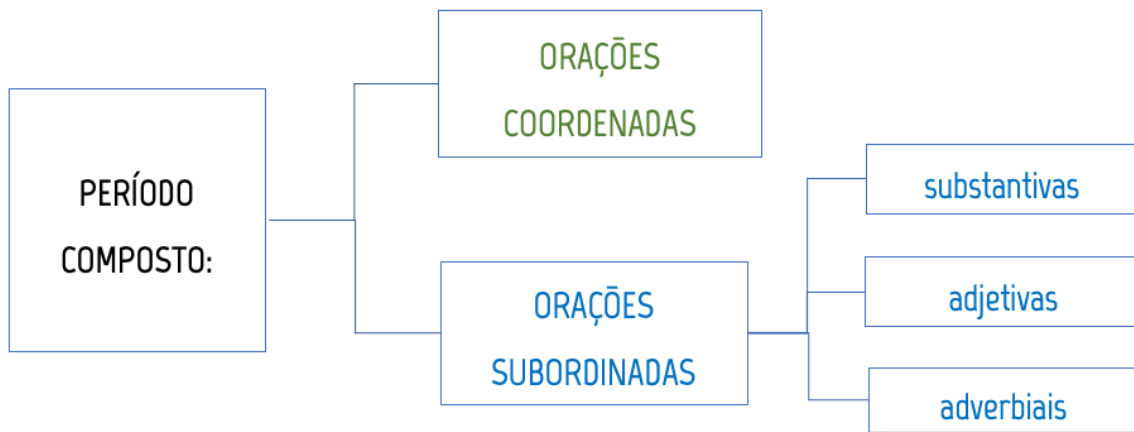 PERÍODO
COMPOSTO:
ORAÇÕES
COORDENADAS
ORAÇÕES
SUBORDINADAS
substantivas
adjetivas
adverbiais